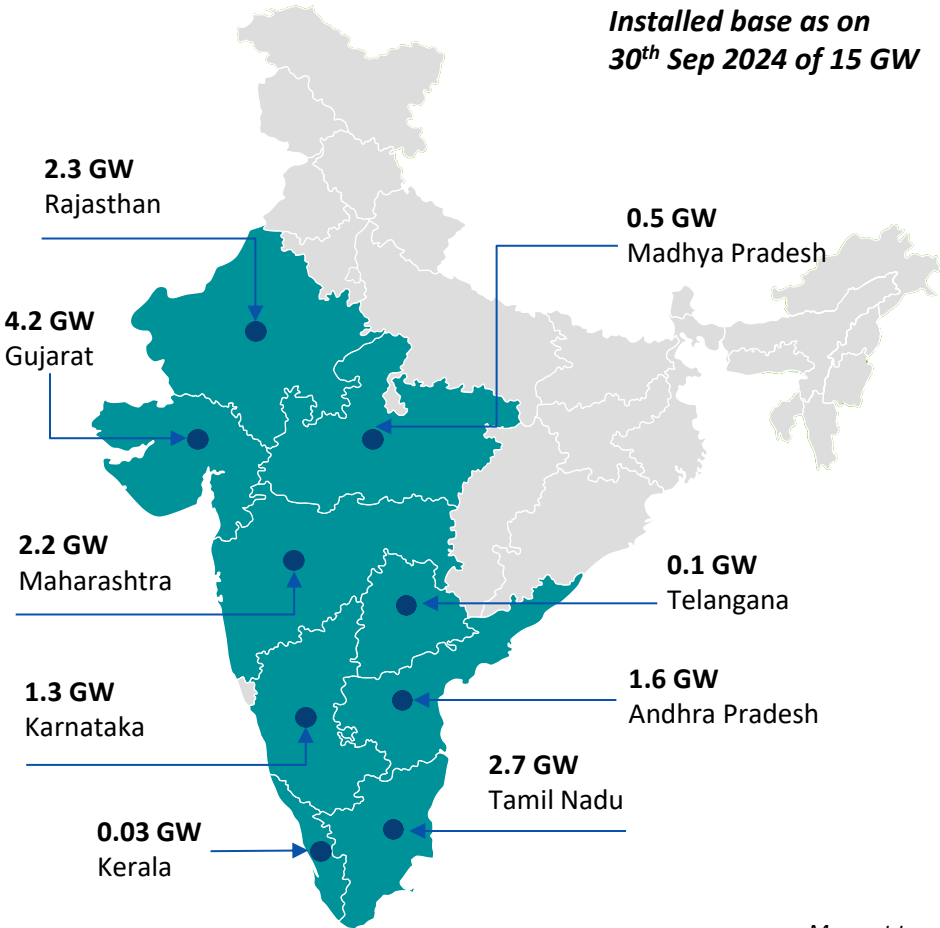 Installed base as on
30th Sep 2024 of 15 GW
2.3 GW
Rajasthan
0.5 GW
Madhya Pradesh
4.2 GW
Gujarat
2.2 GW
Maharashtra
0.1 GW
Telangana
1.3 GW
Karnataka
1.6 GW
Andhra Pradesh
2.7 GW
Tamil Nadu
0.03 GW
Kerala